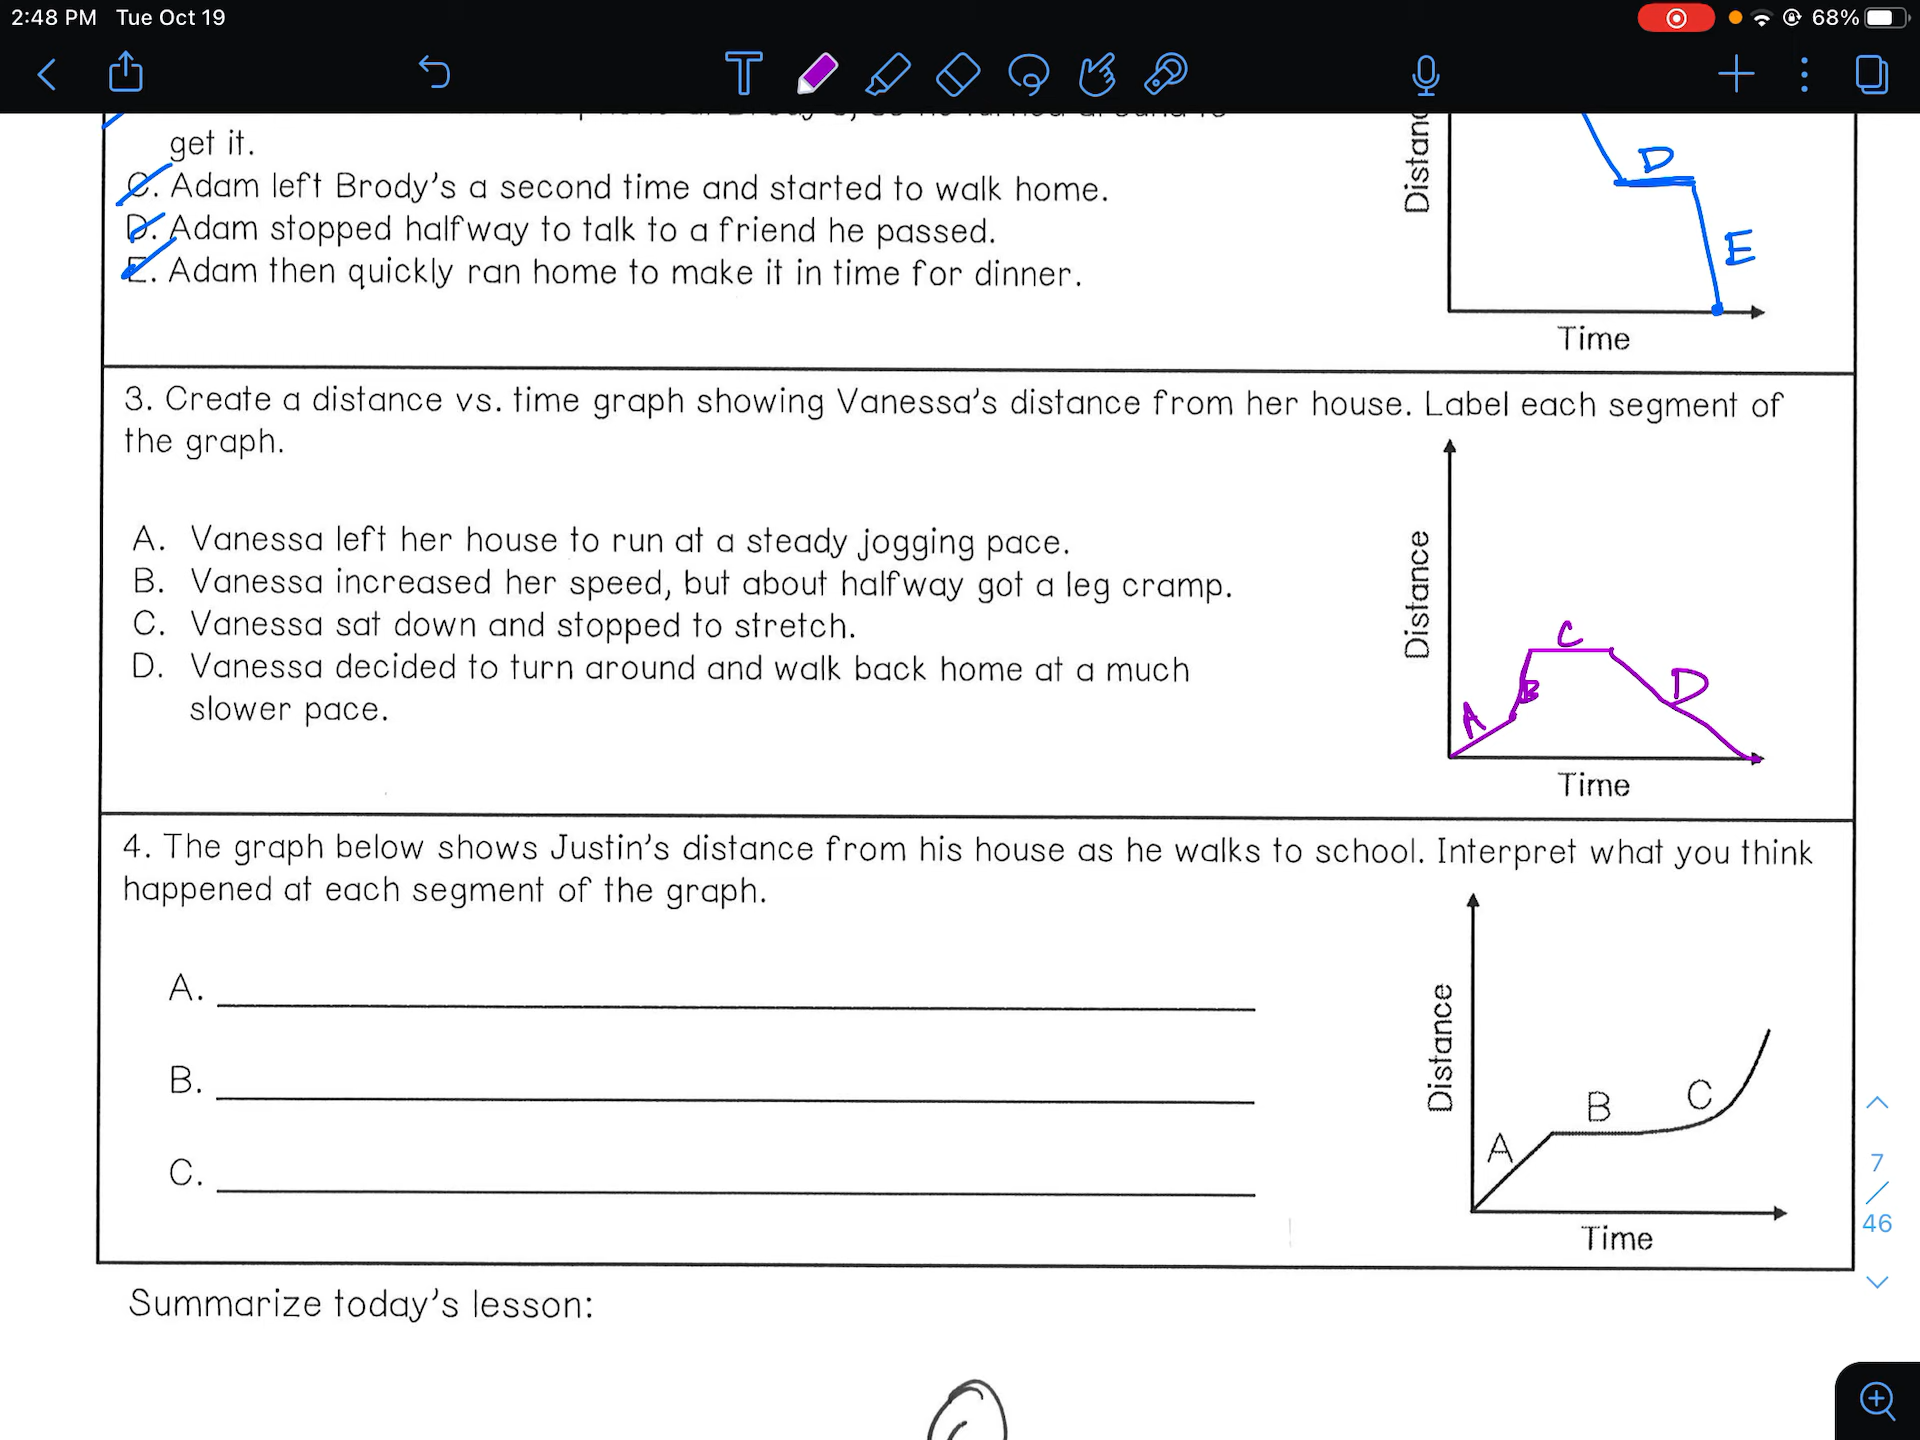 2:48 PM Tue Oct 19
68%
get it.
C. Adam left Brody's a second time and started to walk home.
D. Adam stopped halfway to talk to a friend he passed.
E. Adam then quickly ran home to make it in time for dinner.
Distanc
D
E
Time
3. Create a distance vs. time graph showing Vanessa's distance from her house. Label each segment of
the graph.
A. Vanessa left her house to run at a steady jogging pace.
B. Vanessa increased her speed, but about halfway got a leg cramp.
C. Vanessa sat down and stopped to stretch.
D. Vanessa decided to turn around and walk back home at a much
slower pace.
Distance
A
B
C
D
Time
4. The graph below shows Justin's distance from his house as he walks to school. Interpret what you think
happened at each segment of the graph.
A.
B.
C.
Distance
A
B
C
Time
7
/
46
Summarize today's lesson: